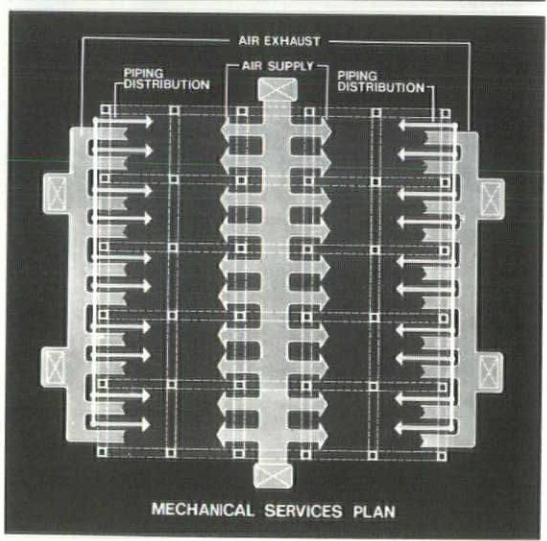 AIR EXHAUST
AIR SUPPLY
PIPING
DISTRIBUTION
PIPING
DISTRIBUTION
MECHANICAL SERVICES PLAN